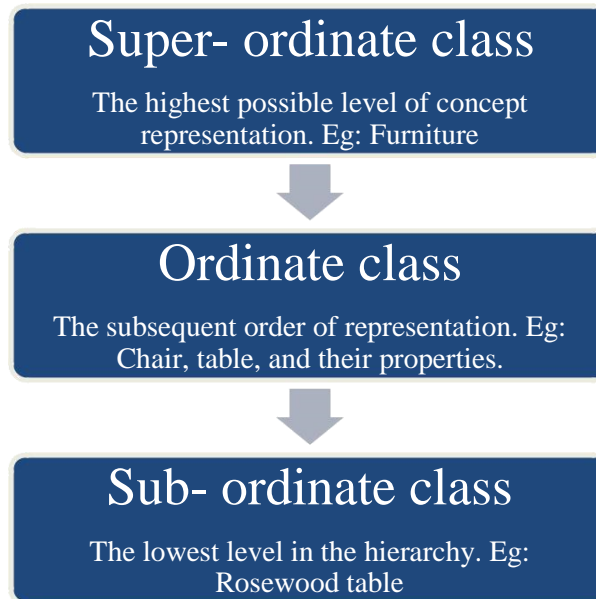 Super- ordinate class
The highest possible level of concept
representation. Eg: Furniture
Ordinate class
The subsequent order of representation. Eg:
Chair, table, and their properties.
Sub- ordinate class
The lowest level in the hierarchy. Eg:
Rosewood table